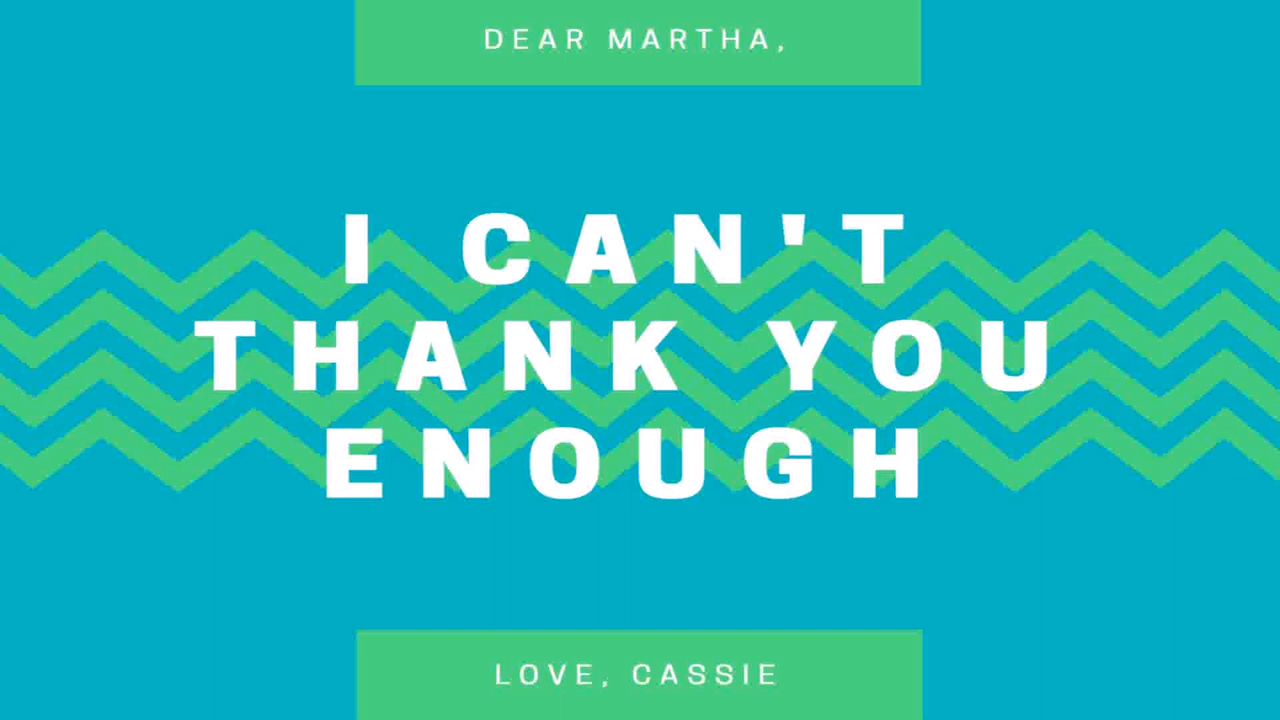 DEAR MARTHA,
I CAN'T
THANK YOU
ENOUGH
LOVE, CASSIE